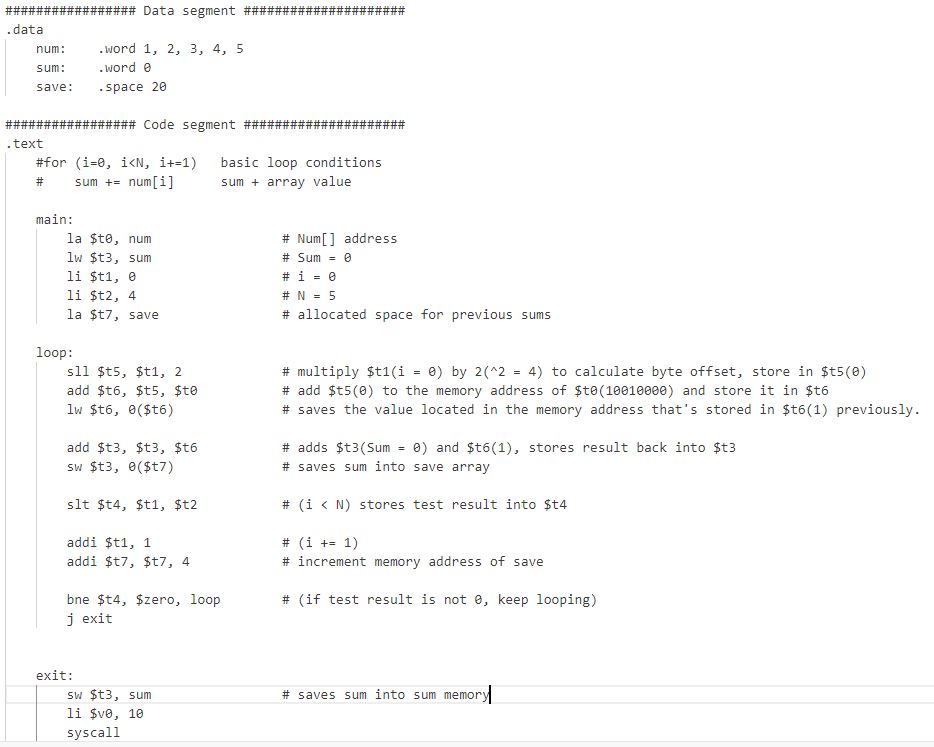 ################# Data segment #####################
.data
num: .word 1, 2, 3, 4, 5
sum: .word 0
save: .space 20
################# Code segment #####################
.text
#for (i=0, i<N, i+=1) basic loop conditions
# sum += num[i] sum + array value
main:
la $t0, num # Num[] address
lw $t3, sum # Sum = 0
li $t1, 0 # i = 0
li $t2, 4 # N = 5
la $t7, save # allocated space for previous sums
loop:
sll $t5, $t1, 2 # multiply $t1(i = 0) by 2(^2 = 4) to calculate byte offset, store in $t5(0)
add $t6, $t5, $t0 # add $t5(0) to the memory address of $t0(10010000) and store it in $t6
lw $t6, 0($t6) # saves the value located in the memory address that's stored in $t6(1) previously.
add $t3, $t3, $t6 # adds $t3(Sum = 0) and $t6(1), stores result back into $t3
sw $t3, 0($t7) # saves sum into save array
slt $t4, $t1, $t2 # (i < N) stores test result into $t4
addi $t1, 1 # (i += 1)
addi $t7, $t7, 4 # increment memory address of save
bne $t4, $zero, loop # (if test result is not 0, keep looping)
j exit
exit:
sw $t3, sum # saves sum into sum memory
li $v0, 10
syscall